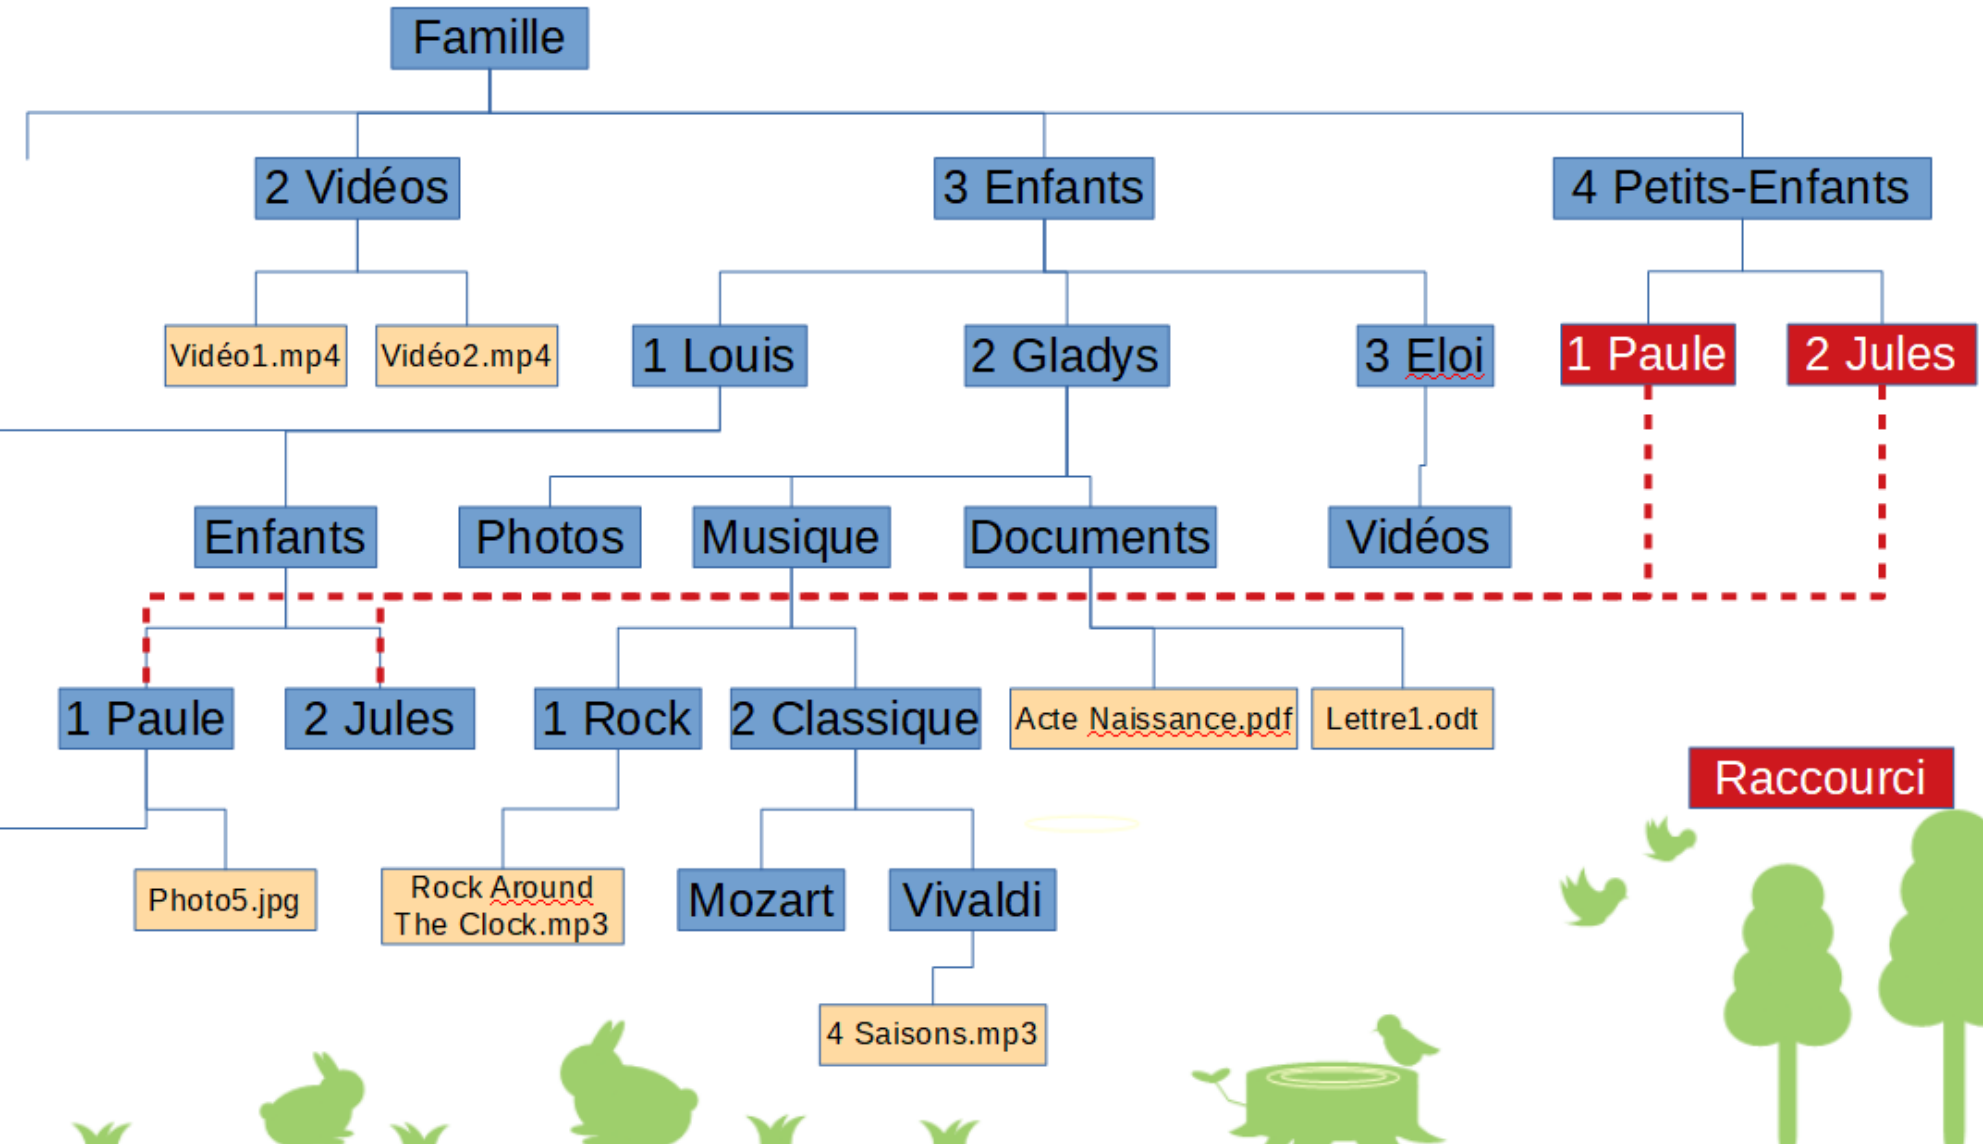 Famille
2 Vidéos
3 Enfants
4 Petits-Enfants
Vidéo1.mp4
Vidéo2.mp4
1 Louis
2 Gladys
3 Eloi
1 Paule
2 Jules
Enfants
Photos
Musique
Documents
Vidéos
1 Paule
2 Jules
1 Rock
2 Classique
Acte Naissance.pdf
Lettre1.odt
Raccourci
Photo5.jpg
Rock Around
The Clock.mp3
Mozart
Vivaldi
4 Saisons.mp3